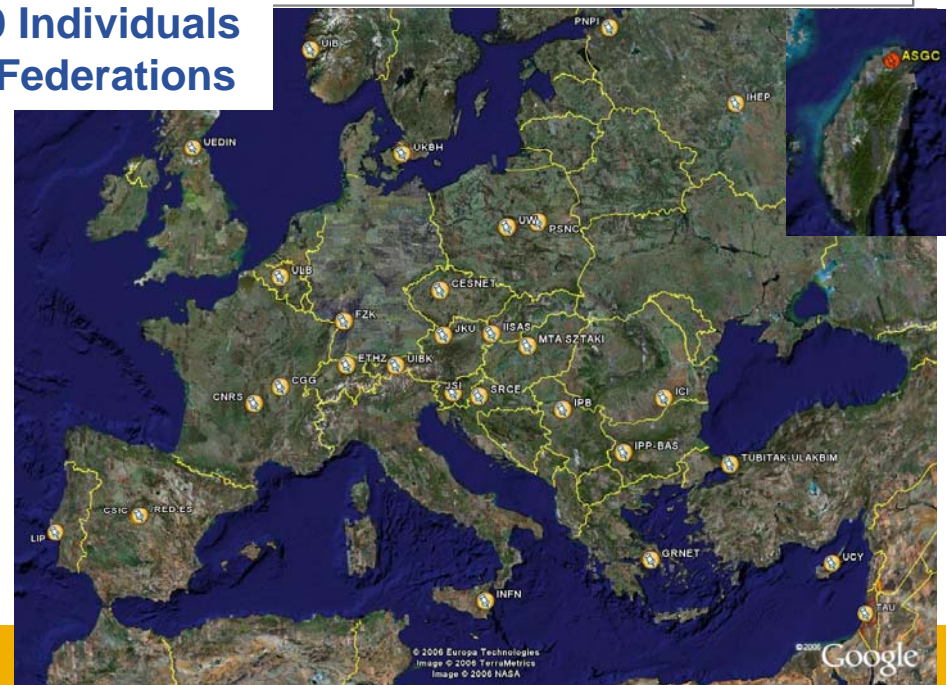 0 Individuals
Federations
PNPI
UIB
ASGC
IHEP
UEDIN
UKBH
UW
PSNC
ULB
CESNET
FZK
JKU
IISAS
MTA SZTAKI
ETHZ
UIBK
CGG
CNRS
JSI
SRCE
IPB
ICI
IPP-BAS
TUBITAK-ULAKBIM
CSIC
RED.ES
LIP
GRNET
UCY
INFN
TAU
© 2006 Europa Technologies
Image © 2006 TerraMetrics
Image © 2006 NASA
©2006 Google